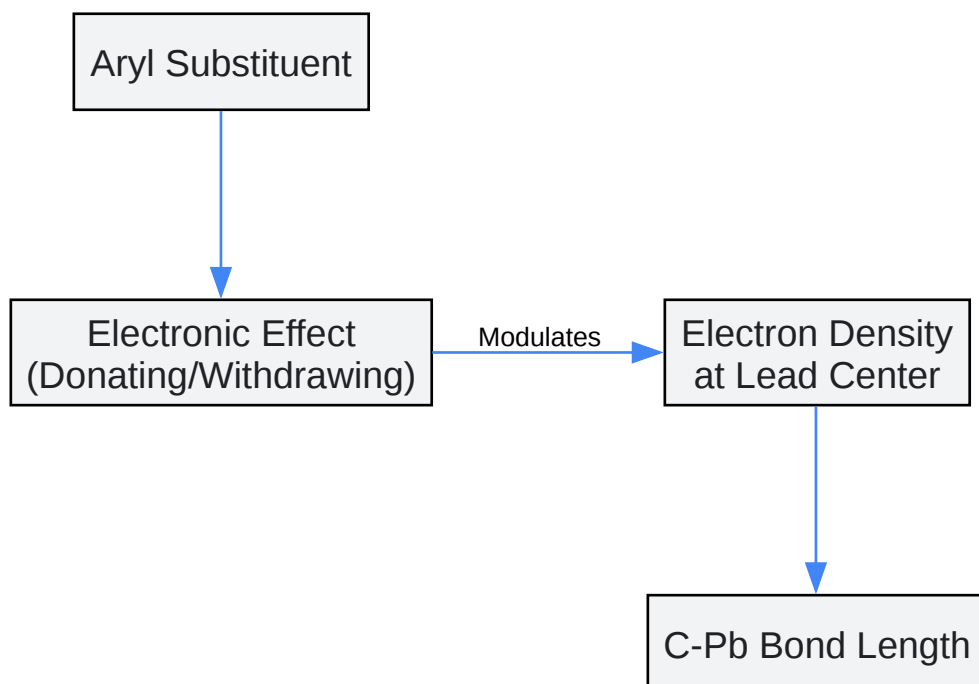 Aryl Substituent
Electronic Effect
(Donating/Withdrawing)
Modulates
Electron Density
at Lead Center
C-Pb Bond Length